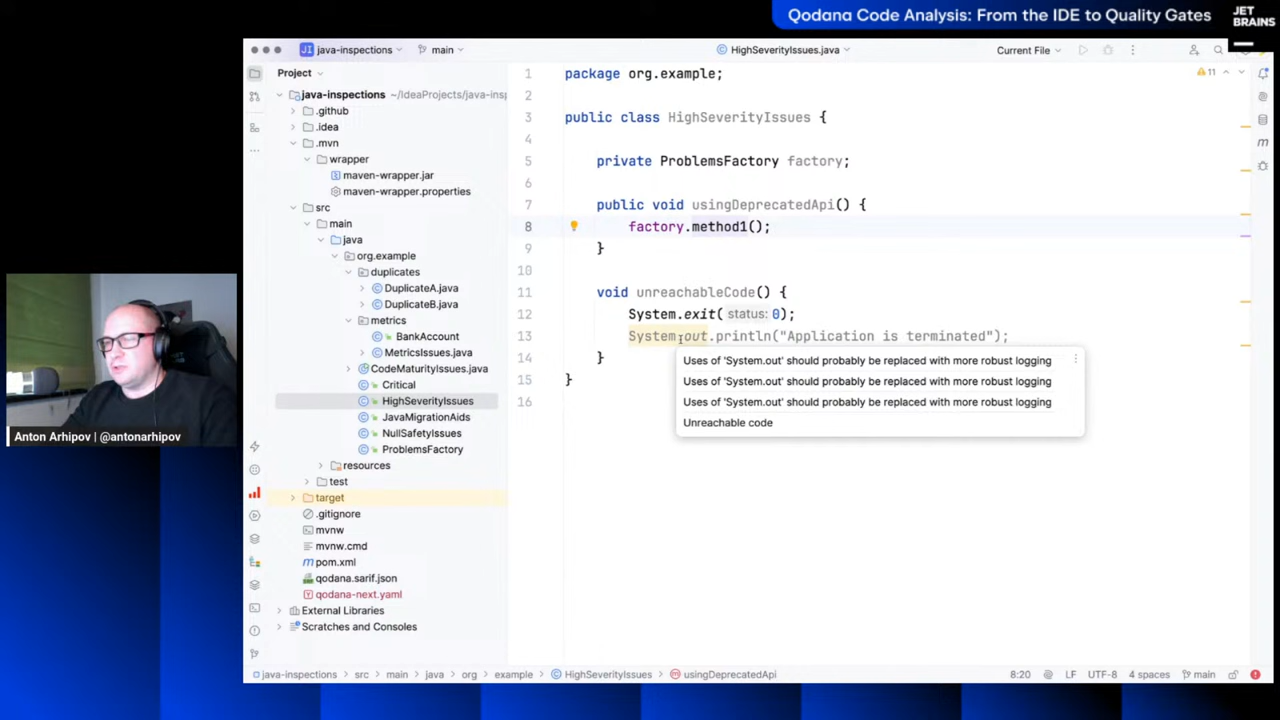 Qodana Code Analysis: From the IDE to Quality Gates
JET
BRAINS
JI java-inspections main
HighSeverityIssues.java
Current File
Project
java-inspections ~/IdeaProjects/java-insp
.github
.idea
.mvn
wrapper
maven-wrapper.jar
maven-wrapper.properties
src
main
java
org.example
duplicates
DuplicateA.java
DuplicateB.java
metrics
BankAccount
MetricsIssues.java
CodeMaturityIssues.java
Critical
HighSeverityIssues
JavaMigrationAids
NullSafetyIssues
ProblemsFactory
resources
test
target
.gitignore
mvnw
mvnw.cmd
pom.xml
qodana.sarif.json
qodana-next.yaml
External Libraries
Scratches and Consoles
11
1 package org.example;
2
3 public class HighSeverityIssues {
4
5 private ProblemsFactory factory;
6
7 public void usingDeprecatedApi() {
8 factory.method1();
9 }
10
11 void unreachableCode() {
12 System.exit( status: 0);
13 System.out.println("Application is terminated");
14 }
15 }
16
Uses of 'System.out' should probably be replaced with more robust logging
Uses of 'System.out' should probably be replaced with more robust logging
Uses of 'System.out' should probably be replaced with more robust logging
Unreachable code
Anton Arhipov | @antonarhipov
java-inspections > src > main > java > org > example > HighSeverityIssues > usingDeprecatedApi
8:20 LF UTF-8 4 spaces main